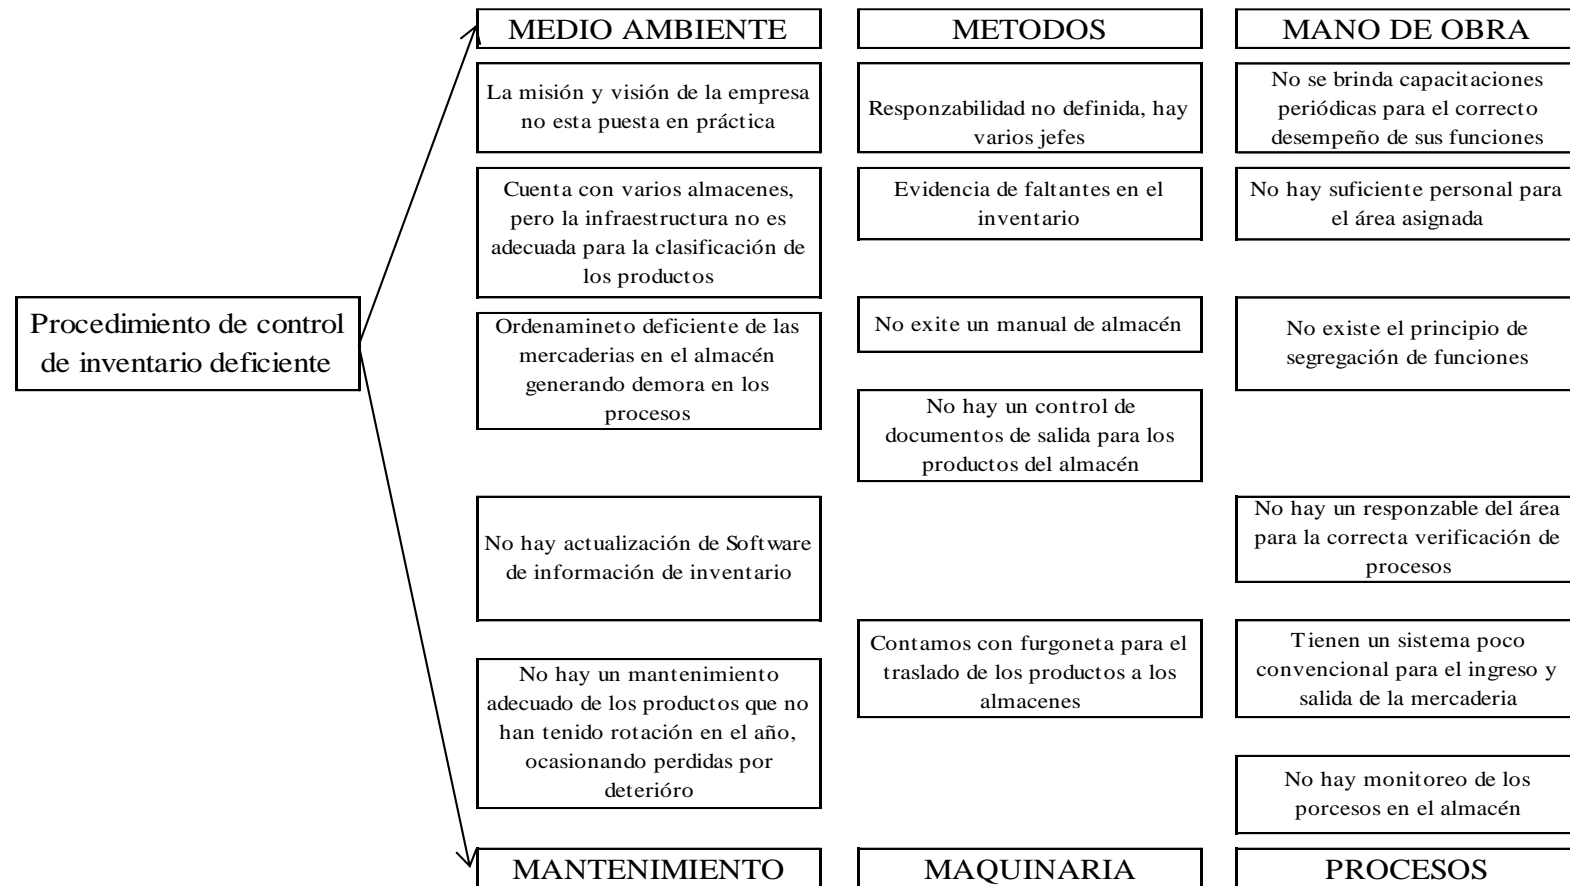 MEDIO AMBIENTE
METODOS
MANO DE OBRA
La misión y visión de la empresa
no esta puesta en práctica
Responzabilidad no definida, hay
varios jefes
No se brinda capacitaciones
periódicas para el correcto
desempeño de sus funciones
Cuenta con varios almacenes,
pero la infraestructura no es
adecuada para la clasificación de
los productos
Evidencia de faltantes en el
inventario
No hay suficiente personal para
el área asignada
Procedimiento de control
de inventario deficiente
Ordenamineto deficiente de las
mercaderias en el almacén
generando demora en los
procesos
No exite un manual de almacén
No existe el principio de
segregación de funciones
No hay un control de
documentos de salida para los
productos del almacén
No hay actualización de Software
de información de inventario
No hay un responzable del área
para la correcta verificación de
procesos
No hay un mantenimiento
adecuado de los productos que no
han tenido rotación en el año,
ocasionando perdidas por
deterióro
Contamos con furgoneta para el
traslado de los productos a los
almacenes
Tienen un sistema poco
convencional para el ingreso y
salida de la mercaderia
No hay monitoreo de los
porcesos en el almacén
MANTENIMIENTO
MAQUINARIA
PROCESOS